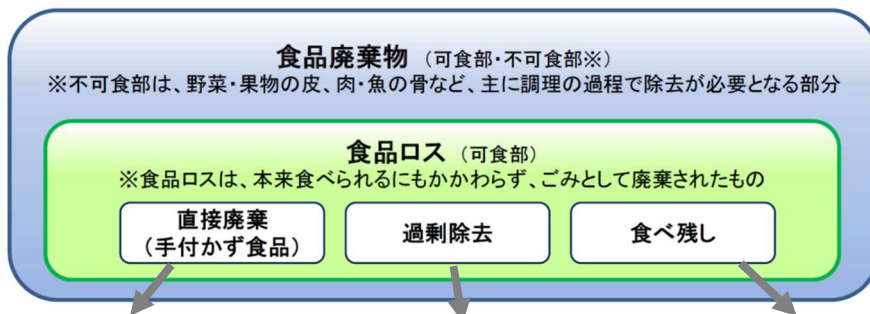 食品廃棄物 （可食部・不可食部※）
※不可食部は、野菜・果物の皮、肉・魚の骨など、主に調理の過程で除去が必要となる部分
食品ロス （可食部）
※食品ロスは、本来食べられるにもかかわらず、ごみとして廃棄されたもの
直接廃棄
（手付かず食品）
過剰除去
食べ残し